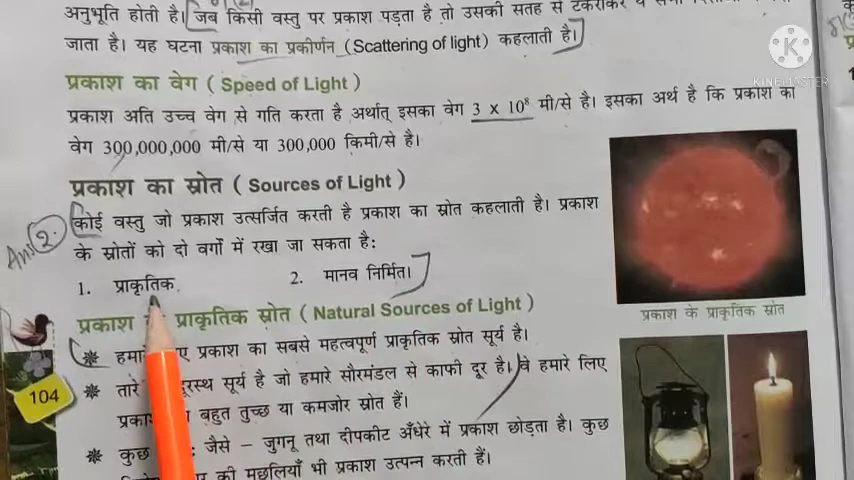 अनुभूति होती है। जब किसी वस्तु पर प्रकाश पड़ता है तो उसकी सतह से टकराकर
जाता है। यह घटना प्रकाश का प्रकीर्णन (Scattering of light) कहलाती है।
KINEMASTER
प्रकाश का वेग ( Speed of Light )
प्रकाश अति उच्च वेग से गति करता है अर्थात् इसका वेग 3 x 10⁸ मी/से है। इसका अर्थ है कि प्रकाश का
वेग 300,000,000 मी/से या 300,000 किमी/से है।
प्रकाश का स्रोत ( Sources of Light )
Ans 2. कोई वस्तु जो प्रकाश उत्सर्जित करती है प्रकाश का स्रोत कहलाती है। प्रकाश
के स्रोतों को दो वर्गों में रखा जा सकता है:
1. प्राकृतिक 2. मानव निर्मित।
प्रकाश प्राकृतिक स्रोत ( Natural Sources of Light )
प्रकाश के प्राकृतिक स्रोत
हमारे प्रकाश का सबसे महत्वपूर्ण प्राकृतिक स्रोत सूर्य है।
तारे सूर्य है जो हमारे सौरमंडल से काफी दूर है। वे हमारे लिए
104
बहुत तुच्छ या कमजोर स्रोत हैं।
कुछ जैसे – जुगनू तथा दीपकीट अँधेरे में प्रकाश छोड़ता है। कुछ
की मछलियाँ भी प्रकाश उत्पन्न करती हैं।